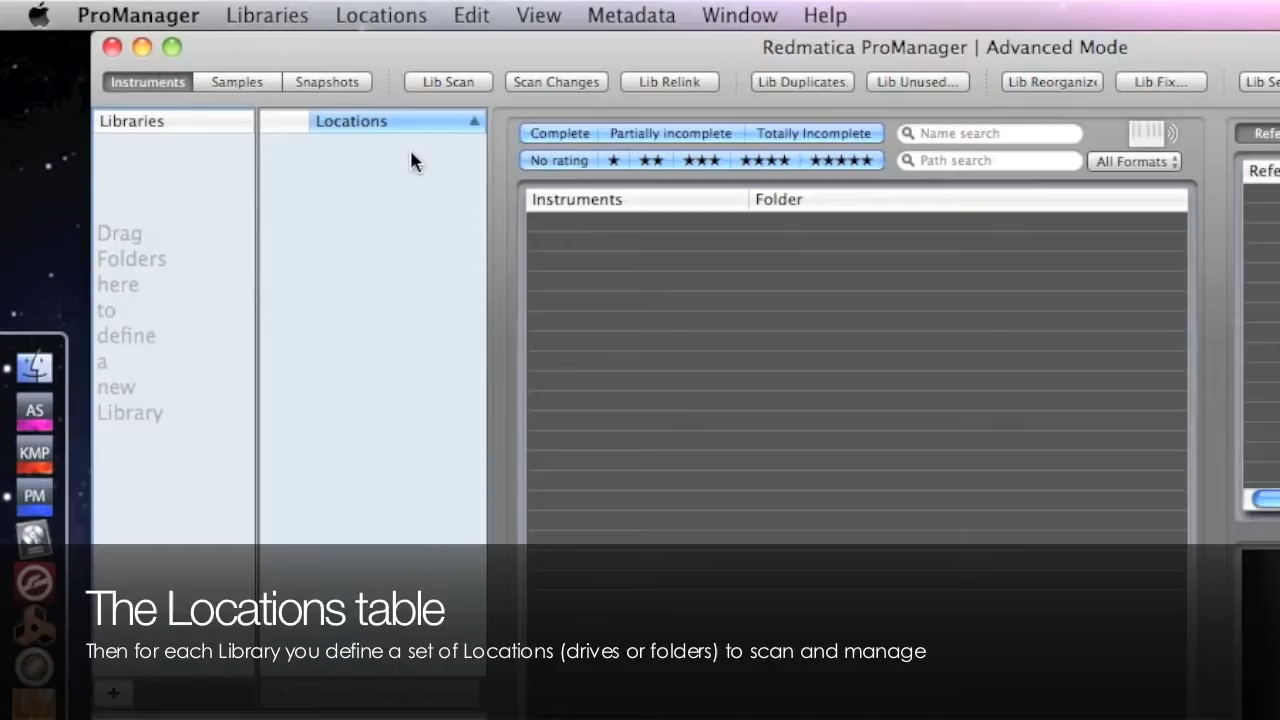 ProManager Libraries Locations Edit View Metadata Window Help
Redmatica ProManager | Advanced Mode
Instruments Samples Snapshots Lib Scan Scan Changes Lib Relink Lib Duplicates. Lib Unused... Lib Reorganize Lib Fix... Lib Se
Libraries Locations
Complete Partially incomplete Totally Incomplete Name search Refe
No rating ★ ★★ ★★★ ★★★★ ★★★★★ Path search All Formats
Refe
Instruments Folder
Drag
Folders
here
to
define
a
new
Library
AS
KMP
PM
The Locations table
Then for each Library you define a set of Locations (drives or folders) to scan and manage
+